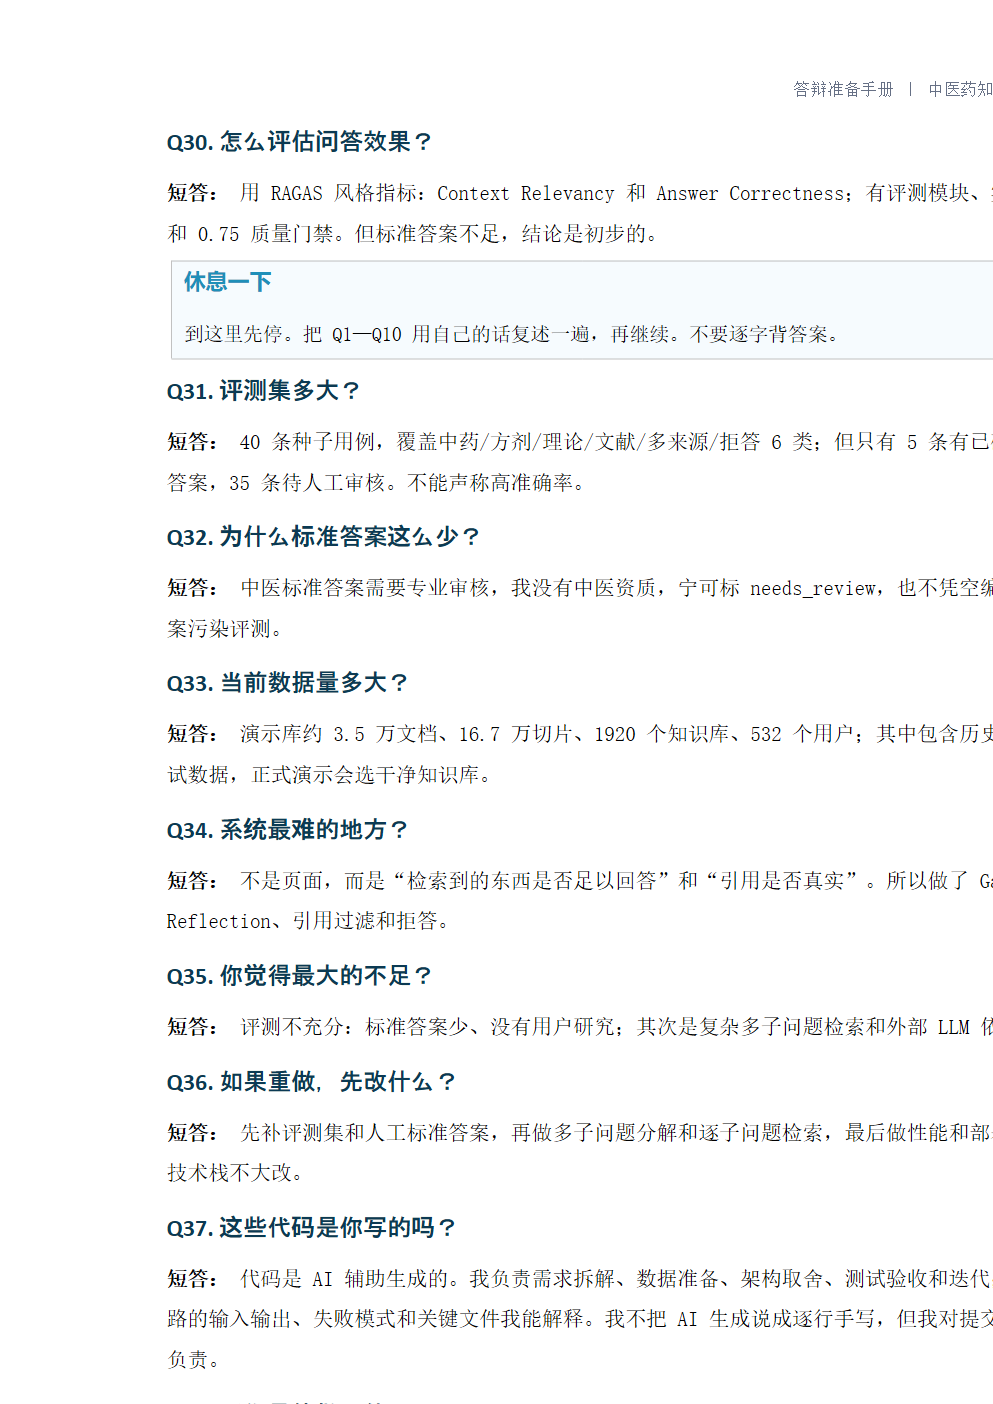 答辩准备手册 | 中医药知
Q30. 怎么评估问答效果？
短答： 用 RAGAS 风格指标：Context Relevancy 和 Answer Correctness；有评测模块、
和 0.75 质量门禁。但标准答案不足，结论是初步的。
休息一下
到这里先停。把 Q1—Q10 用自己的话复述一遍，再继续。不要逐字背答案。
Q31. 评测集多大？
短答： 40 条种子用例，覆盖中药/方剂/理论/文献/多来源/拒答 6 类；但只有 5 条有已
答案，35 条待人工审核。不能声称高准确率。
Q32. 为什么标准答案这么少？
短答： 中医标准答案需要专业审核，我没有中医资质，宁可标 needs_review，也不凭空编
案污染评测。
Q33. 当前数据量多大？
短答： 演示库约 3.5 万文档、16.7 万切片、1920 个知识库、532 个用户；其中包含历史
试数据，正式演示会选干净知识库。
Q34. 系统最难的地方？
短答： 不是页面，而是“检索到的东西是否足以回答”和“引用是否真实”。所以做了 Ga
Reflection、引用过滤和拒答。
Q35. 你觉得最大的不足？
短答： 评测不充分：标准答案少、没有用户研究；其次是复杂多子问题检索和外部 LLM 依
Q36. 如果重做，先改什么？
短答： 先补评测集和人工标准答案，再做多子问题分解和逐子问题检索，最后做性能和部
技术栈不大改。
Q37. 这些代码是你写的吗？
短答： 代码是 AI 辅助生成的。我负责需求拆解、数据准备、架构取舍、测试验收和迭代
路的输入输出、失败模式和关键文件我能解释。我不把 AI 生成说成逐行手写，但我对提交
负责。